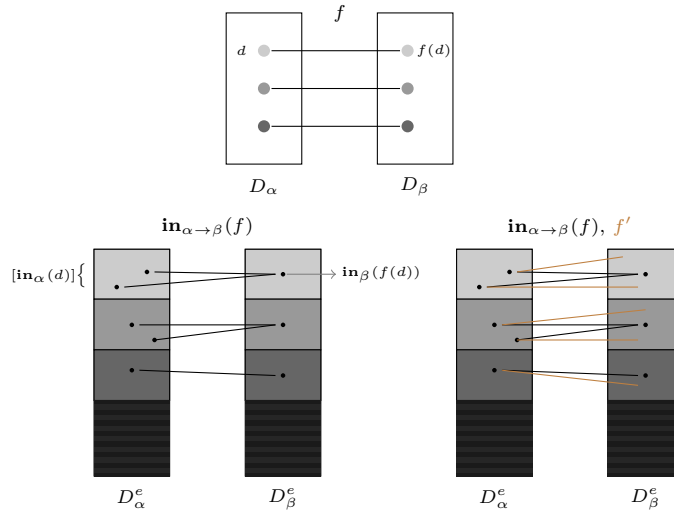 f
d f(d)
D_α D_β
in_{α→β}(f) in_{α→β}(f), f′
[in_α(d)]{ in_β(f(d))
D^e_α D^e_β D^e_α D^e_β